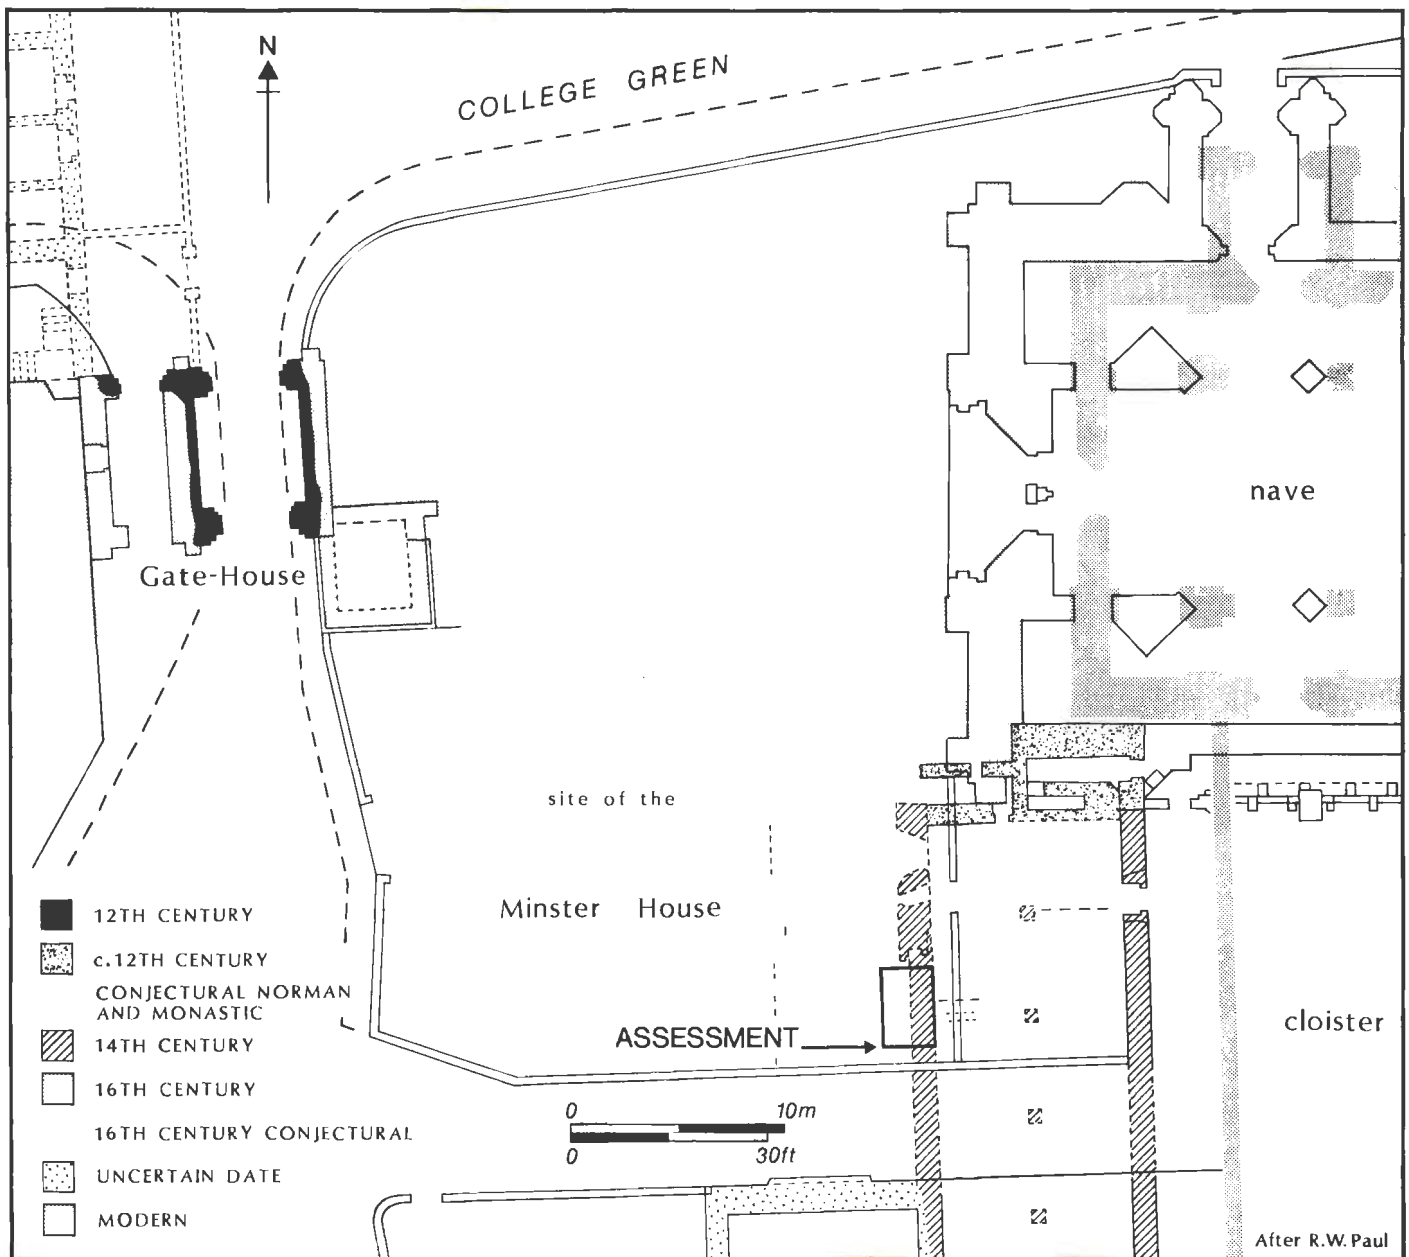 N
COLLEGE GREEN
nave
Gate-House
site of the
Minster House
ASSESSMENT
cloister
12TH CENTURY
c.12TH CENTURY
CONJECTURAL NORMAN
AND MONASTIC
14TH CENTURY
16TH CENTURY
16TH CENTURY CONJECTURAL
UNCERTAIN DATE
MODERN
0 10m
0 30ft
After R.W. Paul